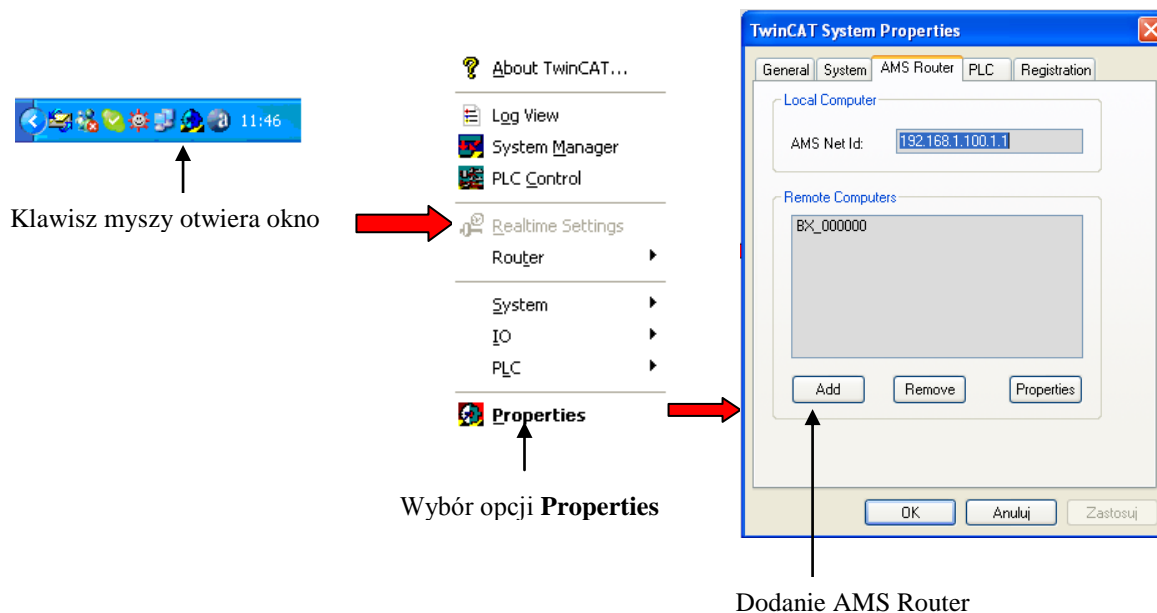 11:46
Klawisz myszy otwiera okno
About TwinCAT...
Log View
System Manager
PLC Control
Realtime Settings
Router
System
IO
PLC
Properties
Wybór opcji Properties
TwinCAT System Properties
General System AMS Router PLC Registration
Local Computer
AMS Net Id: 192.168.1.100.1.1
Remote Computers
BX_000000
Add Remove Properties
OK Anuluj Zastosuj
Dodanie AMS Router